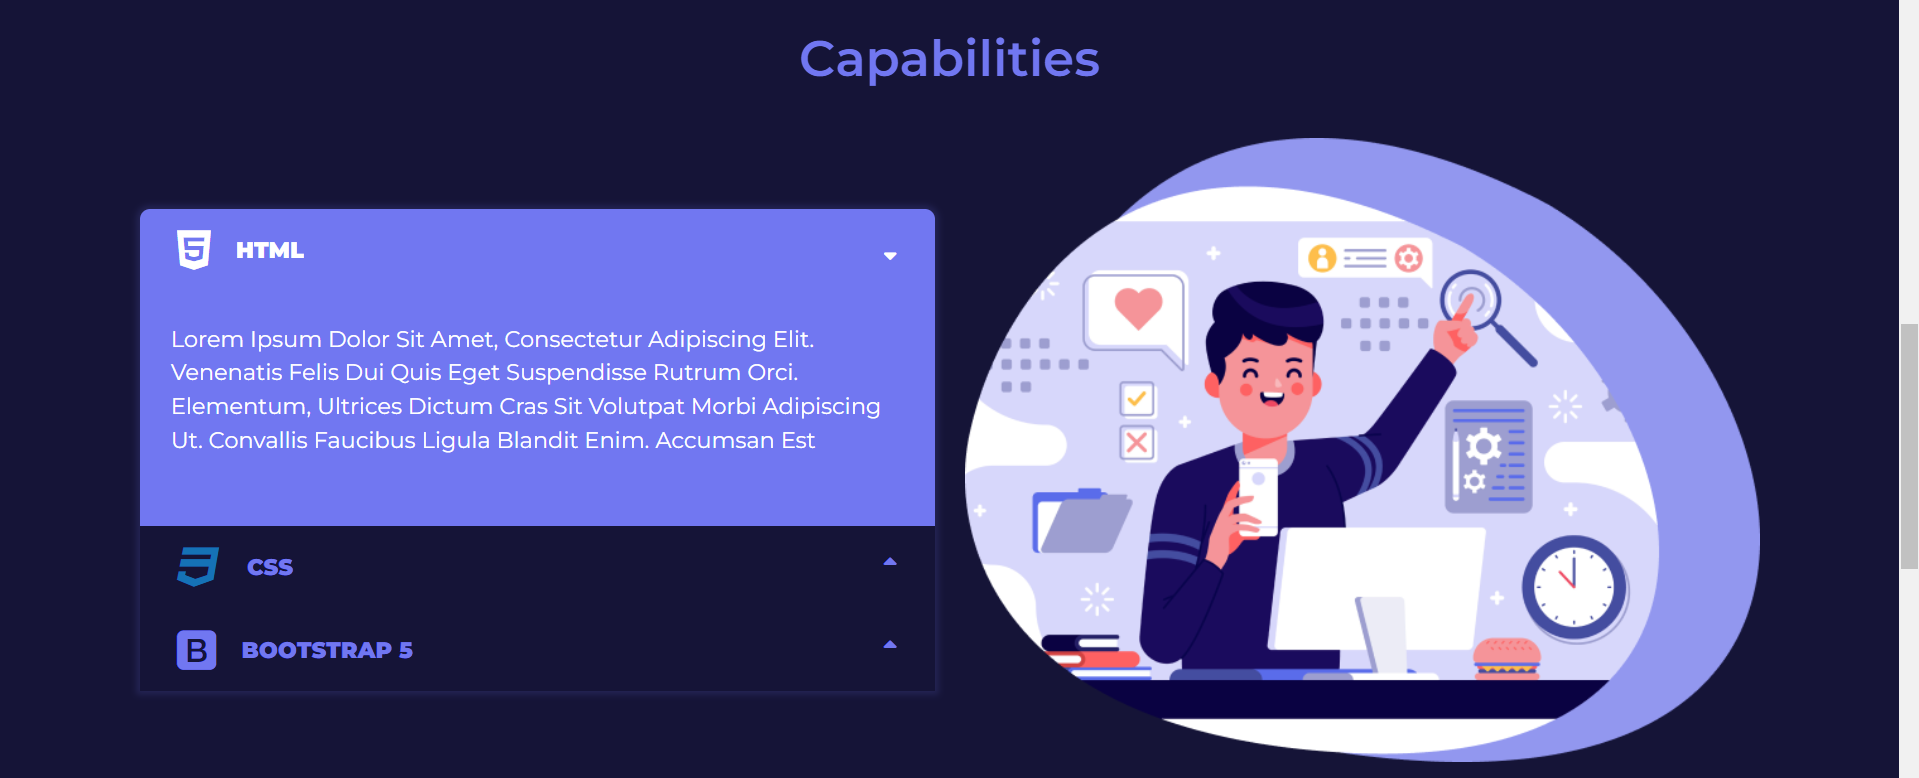 Capabilities
HTML
Lorem Ipsum Dolor Sit Amet, Consectetur Adipiscing Elit.
Venenatis Felis Dui Quis Eget Suspendisse Rutrum Orci.
Elementum, Ultrices Dictum Cras Sit Volutpat Morbi Adipiscing
Ut. Convallis Faucibus Ligula Blandit Enim. Accumsan Est
CSS
B BOOTSTRAP 5